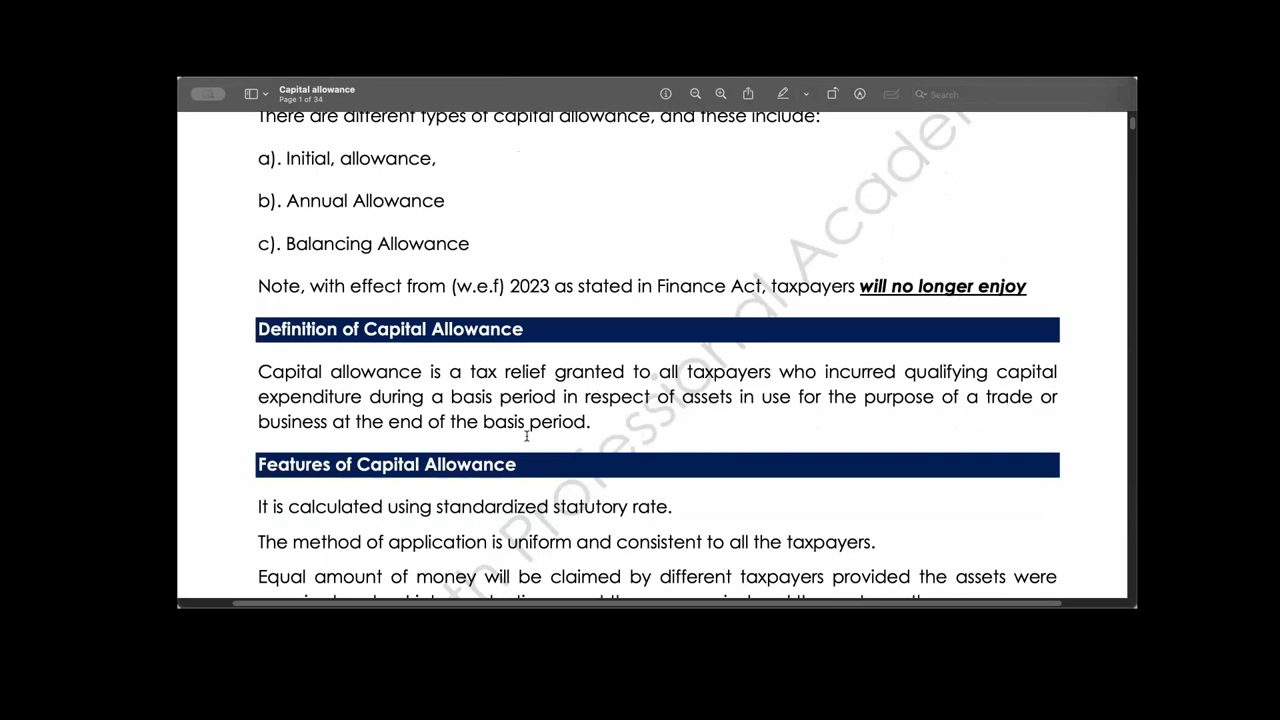 Capital allowance
Page 1 of 34
Search
There are different types of capital allowance, and these include:
a). Initial, allowance,
b). Annual Allowance
c). Balancing Allowance
Note, with effect from (w.e.f) 2023 as stated in Finance Act, taxpayers will no longer enjoy
Definition of Capital Allowance
Capital allowance is a tax relief granted to all taxpayers who incurred qualifying capital
expenditure during a basis period in respect of assets in use for the purpose of a trade or
business at the end of the basis period.
Features of Capital Allowance
It is calculated using standardized statutory rate.
The method of application is uniform and consistent to all the taxpayers.
Equal amount of money will be claimed by different taxpayers provided the assets were
Professional Academ